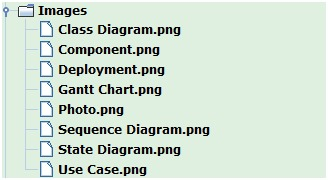 Images
Class Diagram.png
Component.png
Deployment.png
Gantt Chart.png
Photo.png
Sequence Diagram.png
State Diagram.png
Use Case.png